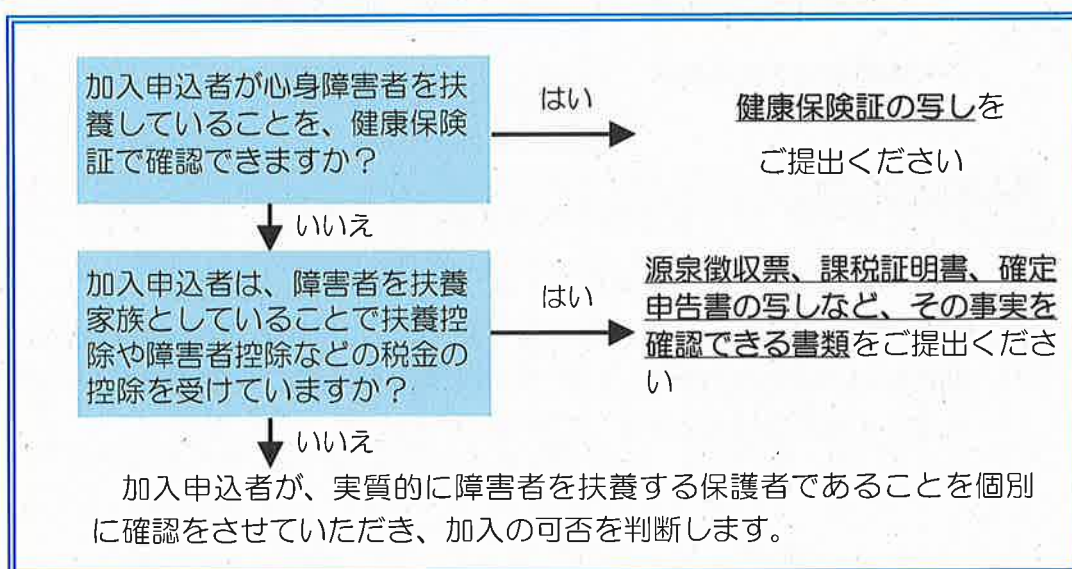 加入申込者が心身障害者を扶
養していることを、健康保険
証で確認できますか？
はい
健康保険証の写しを
ご提出ください
いいえ
加入申込者は、障害者を扶養
家族としていることで扶養控
除や障害者控除などの税金の
控除を受けていますか？
はい
源泉徴収票、課税証明書、確定
申告書の写しなど、その事実を
確認できる書類をご提出くださ
い
いいえ
加入申込者が、実質的に障害者を扶養する保護者であることを個別
に確認をさせていただき、加入の可否を判断します。